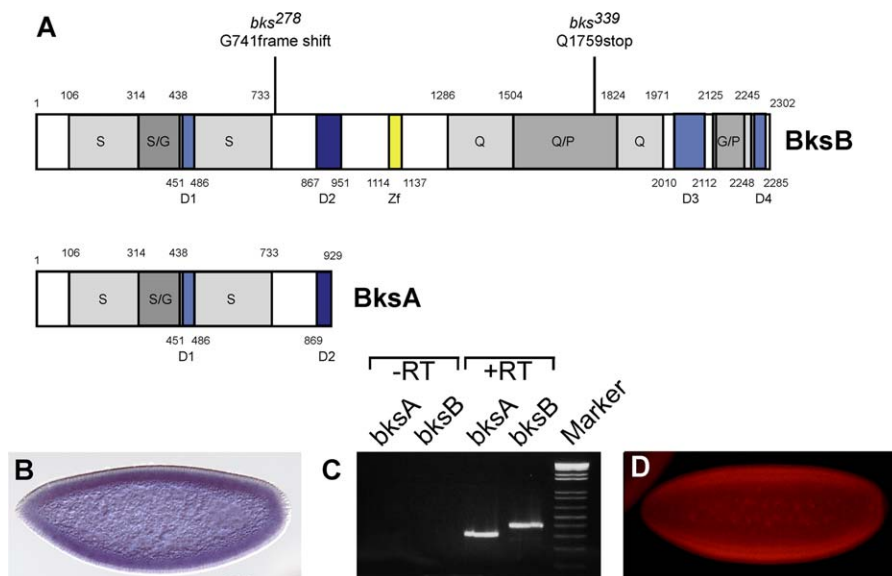 A
bks278
G741frame shift
bks339
Q1759stop
1 106 314 438 733 1286 1504 1824 1971 2125 2245 2302
S S/G S Q Q/P Q G/P BksB
451 486 867 951 1114 1137 2010 2112 2248 2285
D1 D2 Zf D3 D4
1 106 314 438 733 929
S S/G S BksA
451 486 869
D1 D2
-RT +RT
bksA bksB bksA bksB Marker
B C D